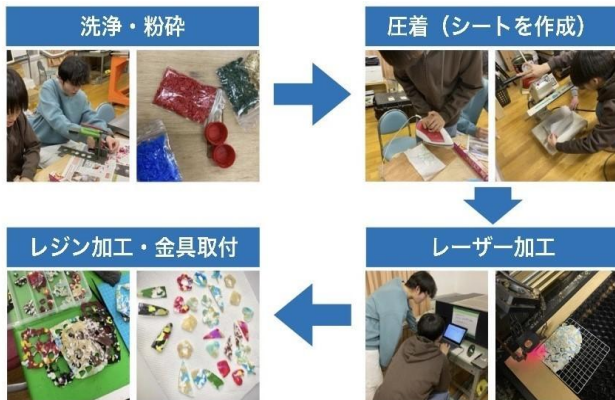 洗浄・粉砕
圧着（シートを作成）
レーザー加工
レジン加工・金具取付